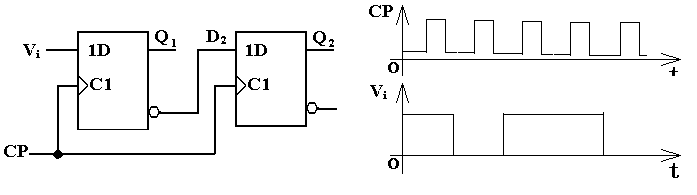 Vi 1D Q1 D2 1D Q2
C1 C1
CP
CP
O +
Vi
O t